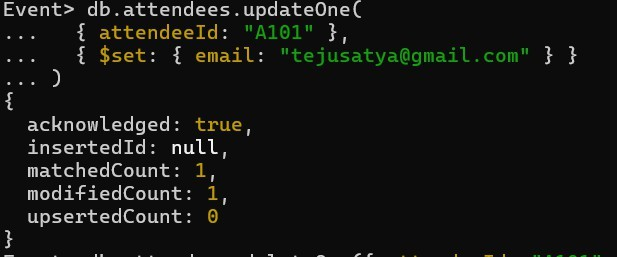 Event> db.attendees.updateOne(
...   { attendeeId: "A101" },
...   { $set: { email: "tejusatya@gmail.com" } }
... )
{
  acknowledged: true,
  insertedId: null,
  matchedCount: 1,
  modifiedCount: 1,
  upsertedCount: 0
}